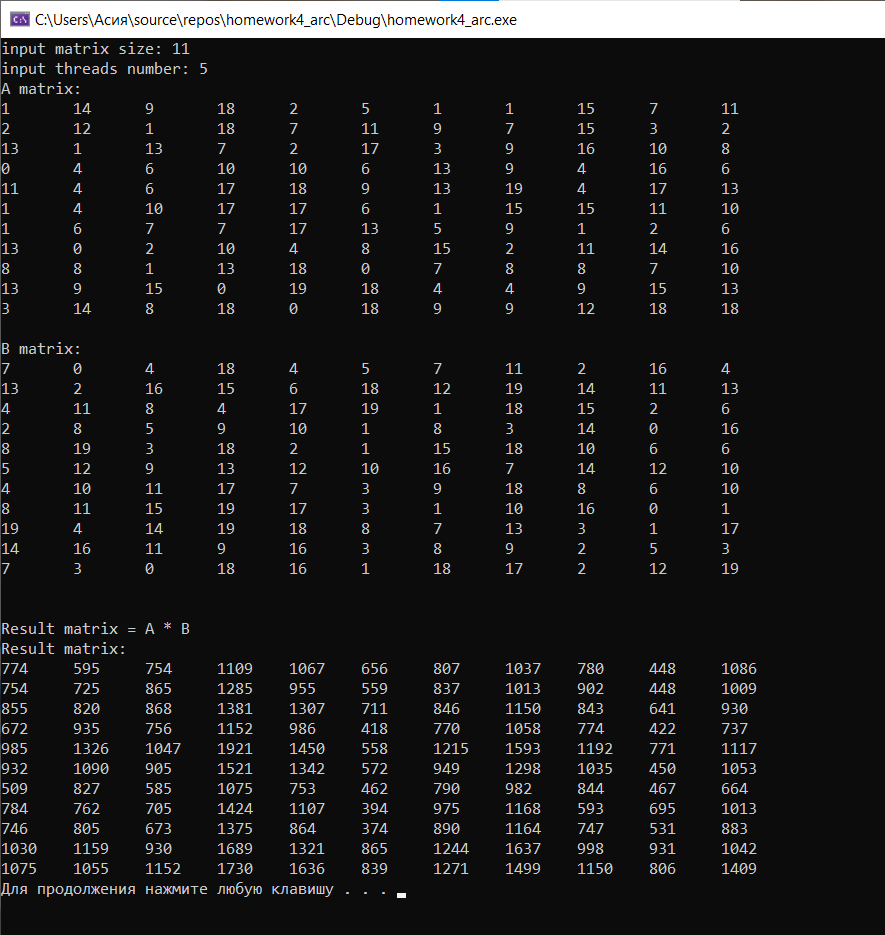 C:\Users\Асия\source\repos\homework4_arc\Debug\homework4_arc.exe
input matrix size: 11
input threads number: 5
A matrix:
1 14 9 18 2 5 1 1 15 7 11
2 12 1 18 7 11 9 7 15 3 2
13 1 13 7 2 17 3 9 16 10 8
0 4 6 10 10 6 13 9 4 16 6
11 4 6 17 18 9 13 19 4 17 13
1 4 10 17 17 6 1 15 15 11 10
1 6 7 7 17 13 5 9 1 2 6
13 0 2 10 4 8 15 2 11 14 16
8 8 1 13 18 0 7 8 8 7 10
13 9 15 0 19 18 4 4 9 15 13
3 14 8 18 0 18 9 9 12 18 18
B matrix:
7 0 4 18 4 5 7 11 2 16 4
13 2 16 15 6 18 12 19 14 11 13
4 11 8 4 17 19 1 18 15 2 6
2 8 5 9 10 1 8 3 14 0 16
8 19 3 18 2 1 15 18 10 6 6
5 12 9 13 12 10 16 7 14 12 10
4 10 11 17 7 3 9 18 8 6 10
8 11 15 19 17 3 1 10 16 0 1
19 4 14 19 18 8 7 13 3 1 17
14 16 11 9 16 3 8 9 2 5 3
7 3 0 18 16 1 18 17 2 12 19
Result matrix = A * B
Result matrix:
774 595 754 1109 1067 656 807 1037 780 448 1086
754 725 865 1285 955 559 837 1013 902 448 1009
855 820 868 1381 1307 711 846 1150 843 641 930
672 935 756 1152 986 418 770 1058 774 422 737
985 1326 1047 1921 1450 558 1215 1593 1192 771 1117
932 1090 905 1521 1342 572 949 1298 1035 450 1053
509 827 585 1075 753 462 790 982 844 467 664
784 762 705 1424 1107 394 975 1168 593 695 1013
746 805 673 1375 864 374 890 1164 747 531 883
1030 1159 930 1689 1321 865 1244 1637 998 931 1042
1075 1055 1152 1730 1636 839 1271 1499 1150 806 1409
Для продолжения нажмите любую клавишу . . .